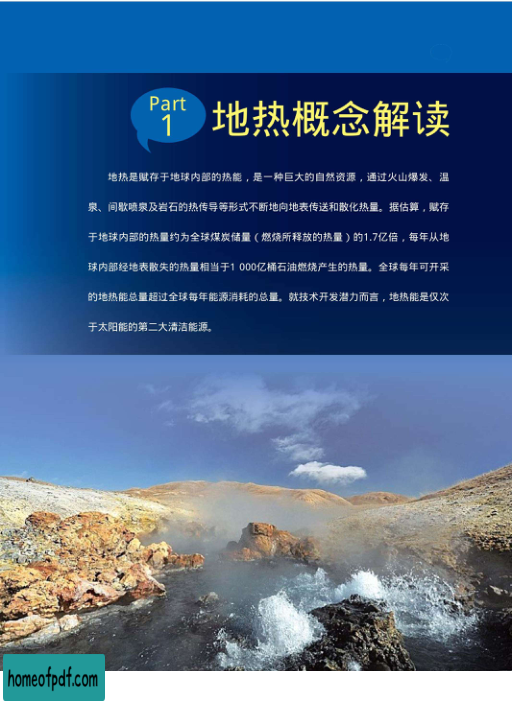 Part
1
地热概念解读
地热是赋存于地球内部的热能，是一种巨大的自然资源，通过火山爆发、温
泉、间歇喷泉及岩石的热传导等形式不断地向地表传送和散化热量。据估算，赋存
于地球内部的热量约为全球煤炭储量（燃烧所释放的热量）的1.7亿倍，每年从地
球内部经地表散失的热量相当于1 000亿桶石油燃烧产生的热量。全球每年可开采
的地热能总量超过全球每年能源消耗的总量。就技术开发潜力而言，地热能是仅次
于太阳能的第二大清洁能源。
homeofpdf.com